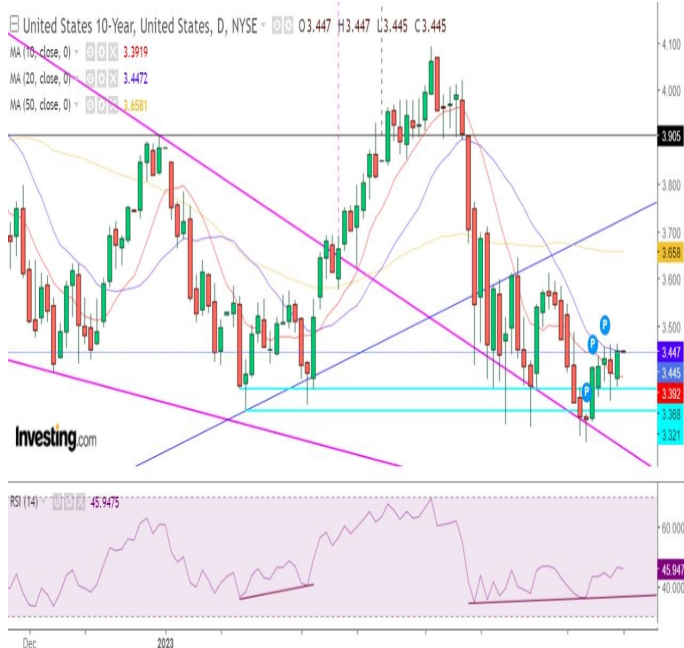 United States 10-Year, United States, D, NYSE O3.447 H3.447 L3.445 C3.445
MA (10, close, 0) 3.3919
MA (20, close, 0) 3.4472
MA (50, close, 0) 3.6581
4.100
4.000
3.905
3.800
3.700
3.658
3.600
3.500
P
P
3.447
3.445
3.392
P
3.368
3.321
Investing.com
RSI (14) 45.9475
60.000
45.947
40.000
Dec 2023